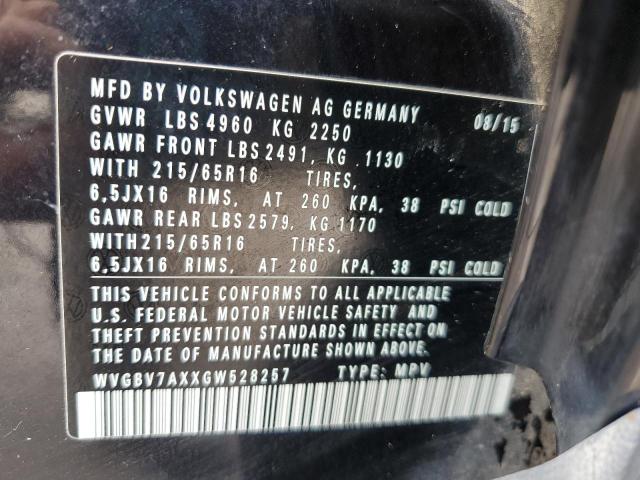 MFD BY VOLKSWAGEN AG GERMANY 08/15
GVWR LBS 4960 KG 2250
GAWR FRONT LBS 2491, KG .1130
WITH 215/65R16 TIRES,
6,5JX16 RIMS, AT 260 KPA, 38 PSI COLD
GAWR REAR LBS 2579, KG 1170
WITH 215/65R16 TIRES,
6,5JX16 RIMS, AT 260 KPA, 38 PSI COLD
THIS VEHICLE CONFORMS TO ALL APPLICABLE
U.S. FEDERAL MOTOR VEHICLE SAFETY AND
THEFT PREVENTION STANDARDS IN EFFECT ON
THE DATE OF MANUFACTURE SHOWN ABOVE.
WVGBV7AXXGW528257 TYPE: MPV